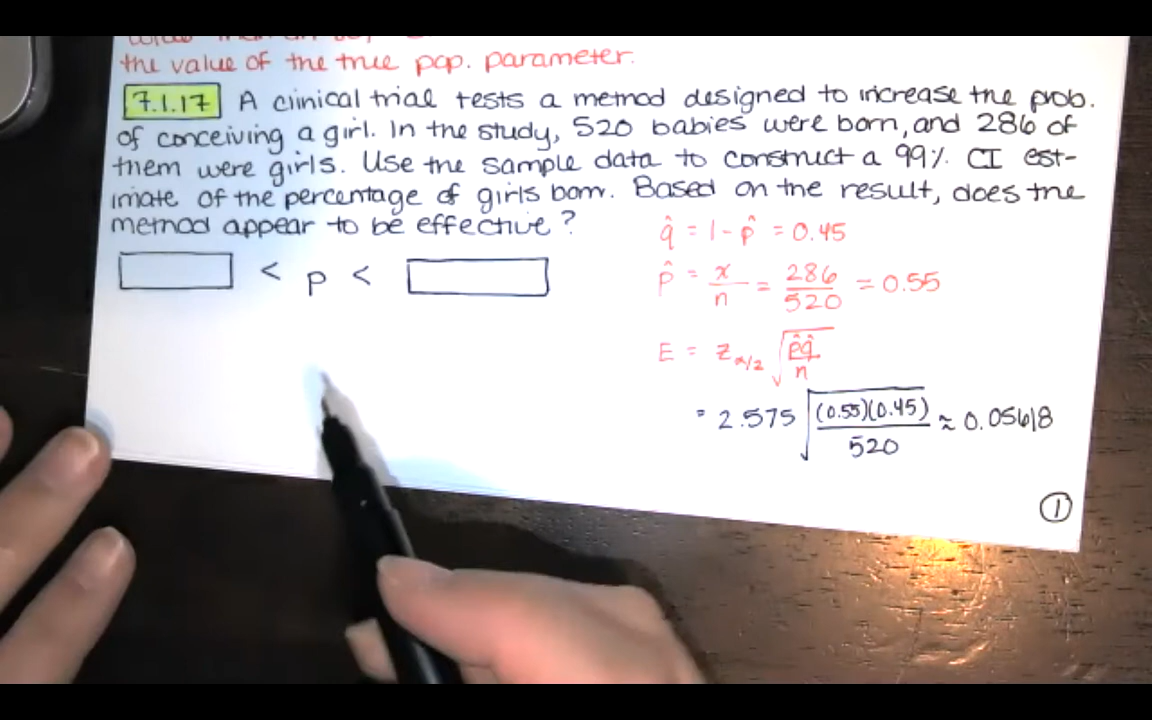 the value of the true pop. parameter.
7.1.17 A clinical trial tests a method designed to increase the prob.
of conceiving a girl. In the study, 520 babies were born, and 286 of
them were girls. Use the sample data to construct a 99% CI est-
imate of the percentage of girls born. Based on the result, does the
method appear to be effective?
< p <
q̂ = 1 - p̂ = 0.45
p̂ = x/n = 286/520 = 0.55
E = z α/2 √(p̂q̂/n)
= 2.575 √((0.55)(0.45)/520) ≈ 0.05618
1